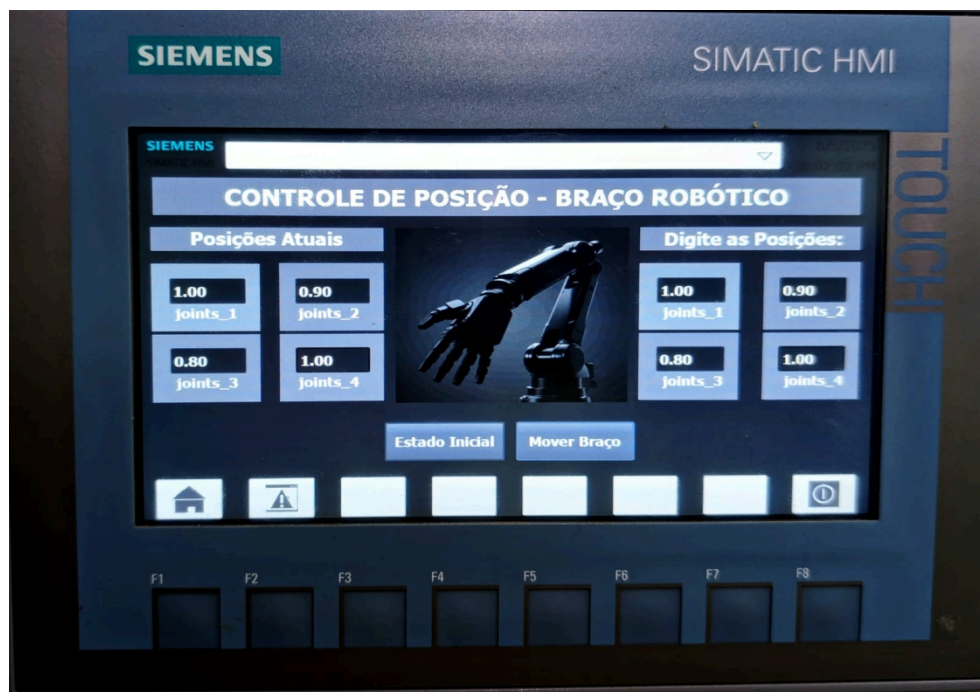 SIEMENS
SIMATIC HMI
TOUCH
SIEMENS
SIMATIC HMI
CONTROLE DE POSIÇÃO - BRAÇO ROBÓTICO
Posições Atuais
Digite as Posições:
1.00
0.90
1.00
0.90
joints_1
joints_2
joints_1
joints_2
0.80
1.00
0.80
1.00
joints_3
joints_4
joints_3
joints_4
Estado Inicial
Mover Braço
F1
F2
F3
F4
F5
F6
F7
F8